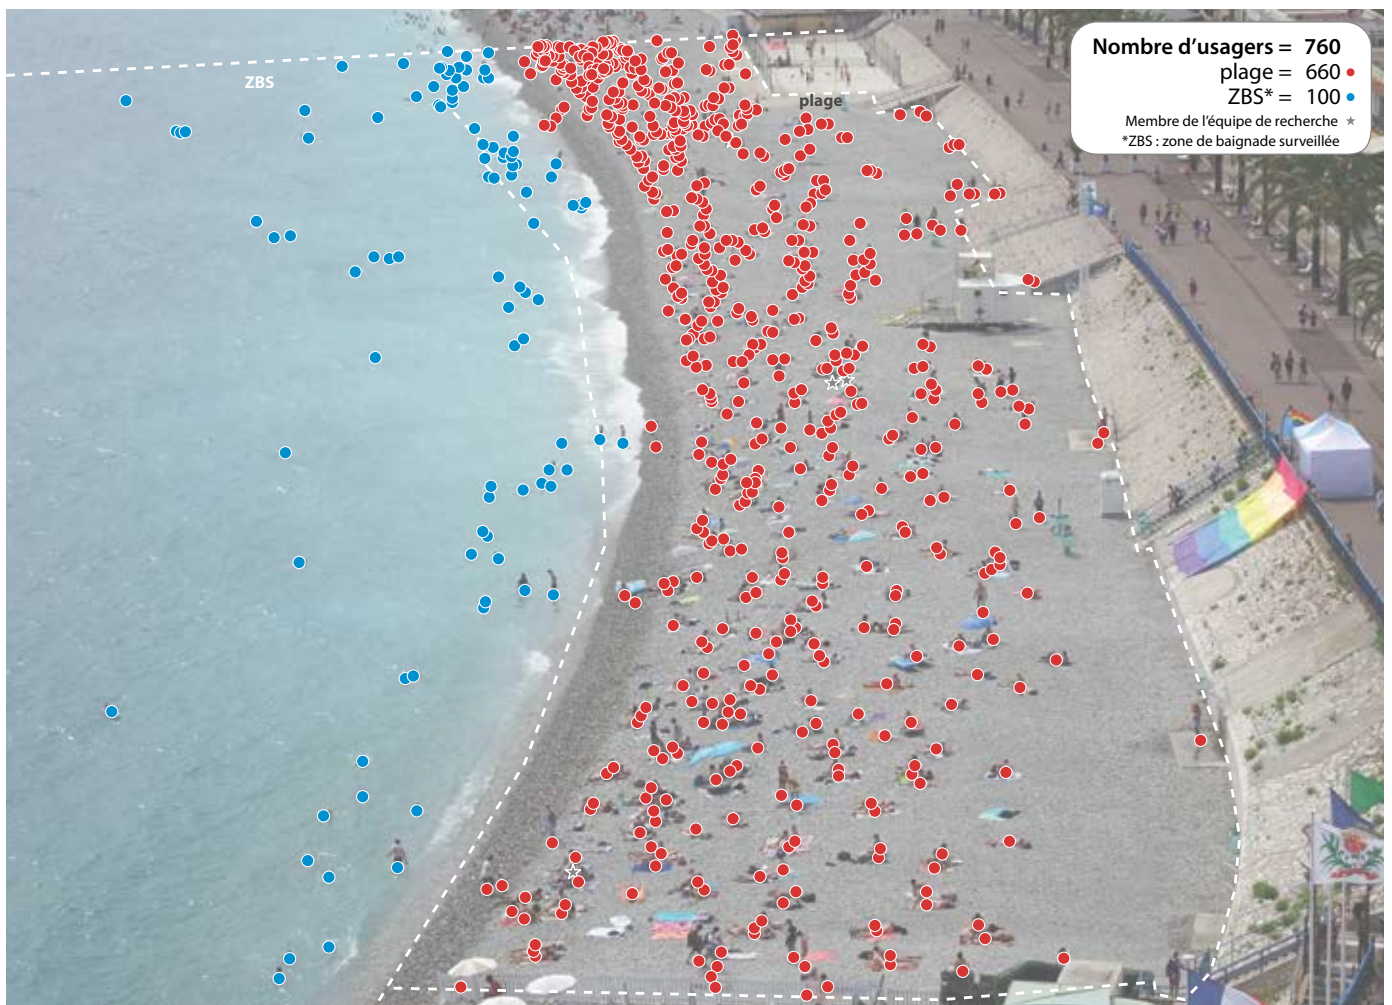 Nombre d'usagers = 760
plage = 660
ZBS* = 100
Membre de l'équipe de recherche
*ZBS : zone de baignade surveillée
ZBS
plage